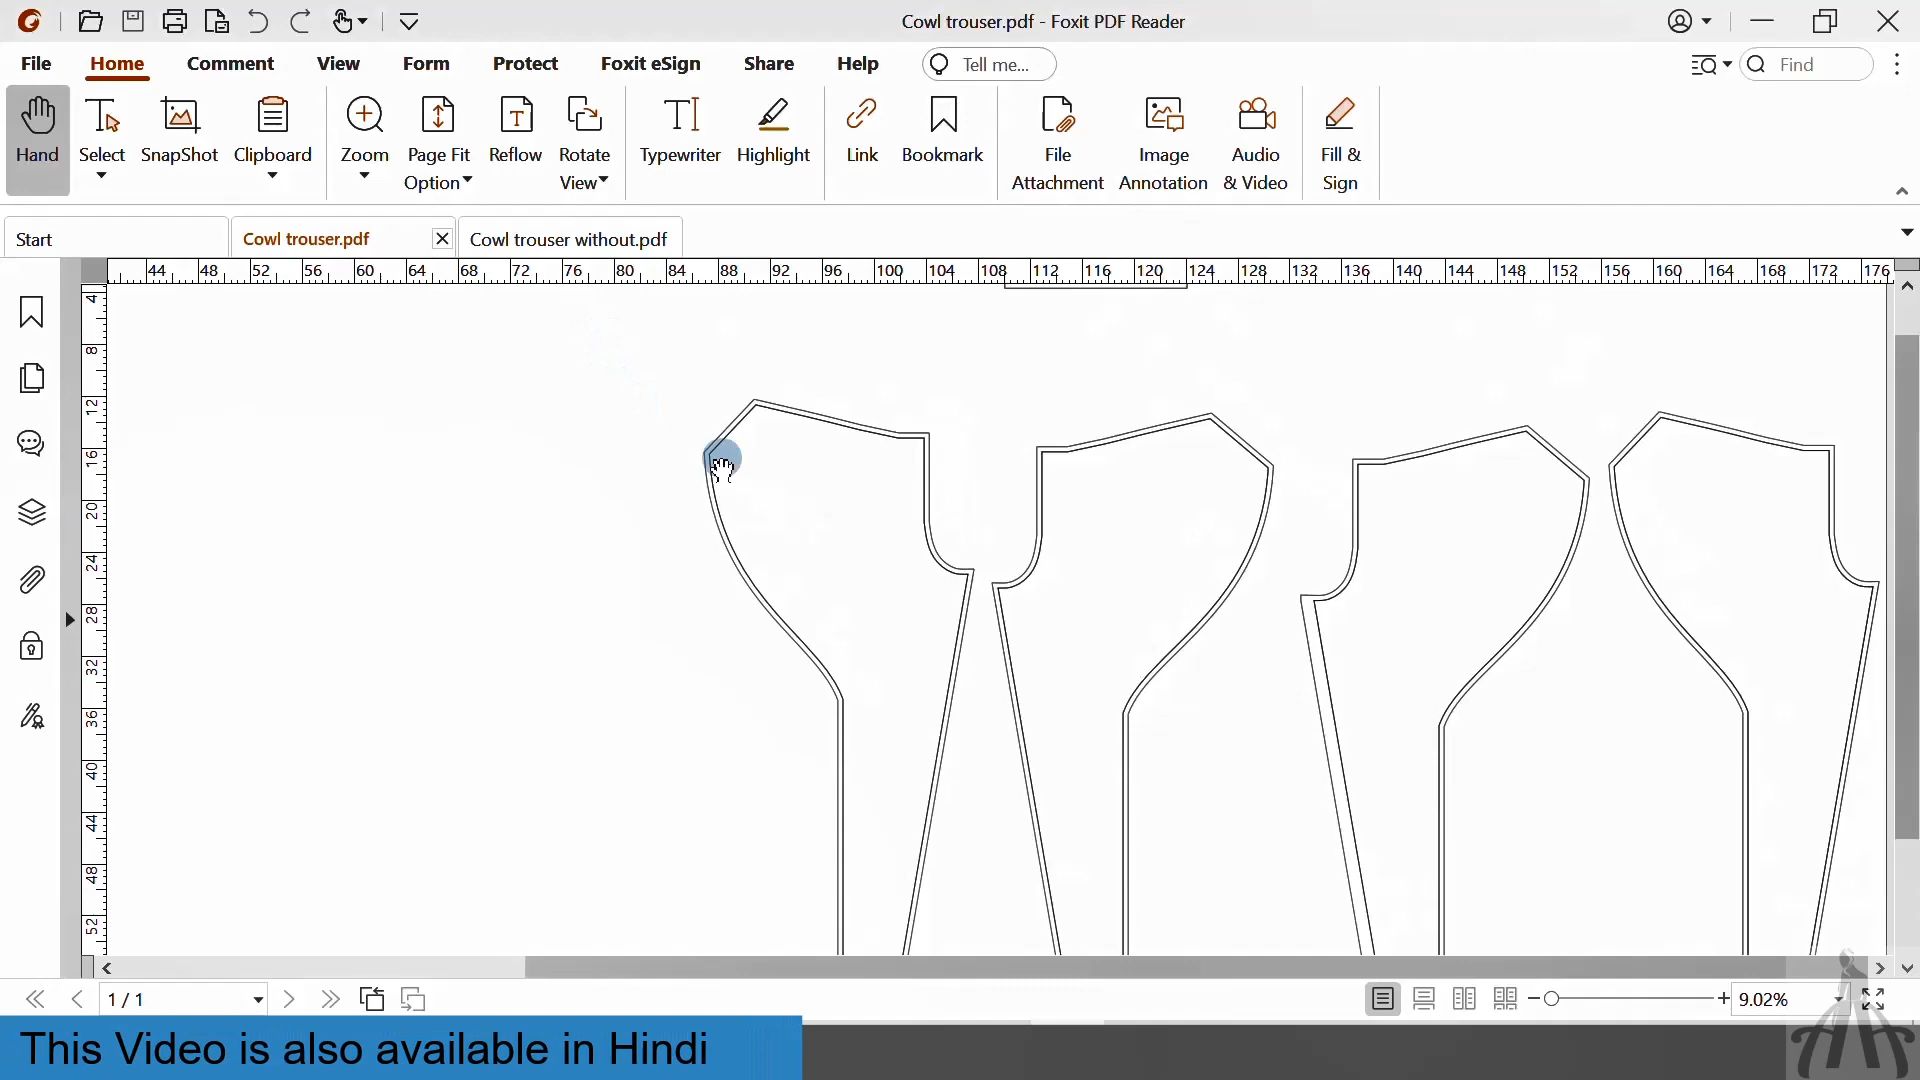 Cowl trouser.pdf - Foxit PDF Reader
File Home Comment View Form Protect Foxit eSign Share Help Tell me... Find
Hand Select SnapShot Clipboard Zoom Page Fit Option Reflow Rotate View Typewriter Highlight Link Bookmark File Attachment Image Annotation Audio & Video Fill & Sign
Start Cowl trouser.pdf Cowl trouser without.pdf
44 48 52 56 60 64 68 72 76 80 84 88 92 96 100 104 108 112 116 120 124 128 132 136 140 144 148 152 156 160 164 168 172 176
4
8
12
16
20
24
28
32
36
40
44
48
52
1 / 1 9.02%
This Video is also available in Hindi